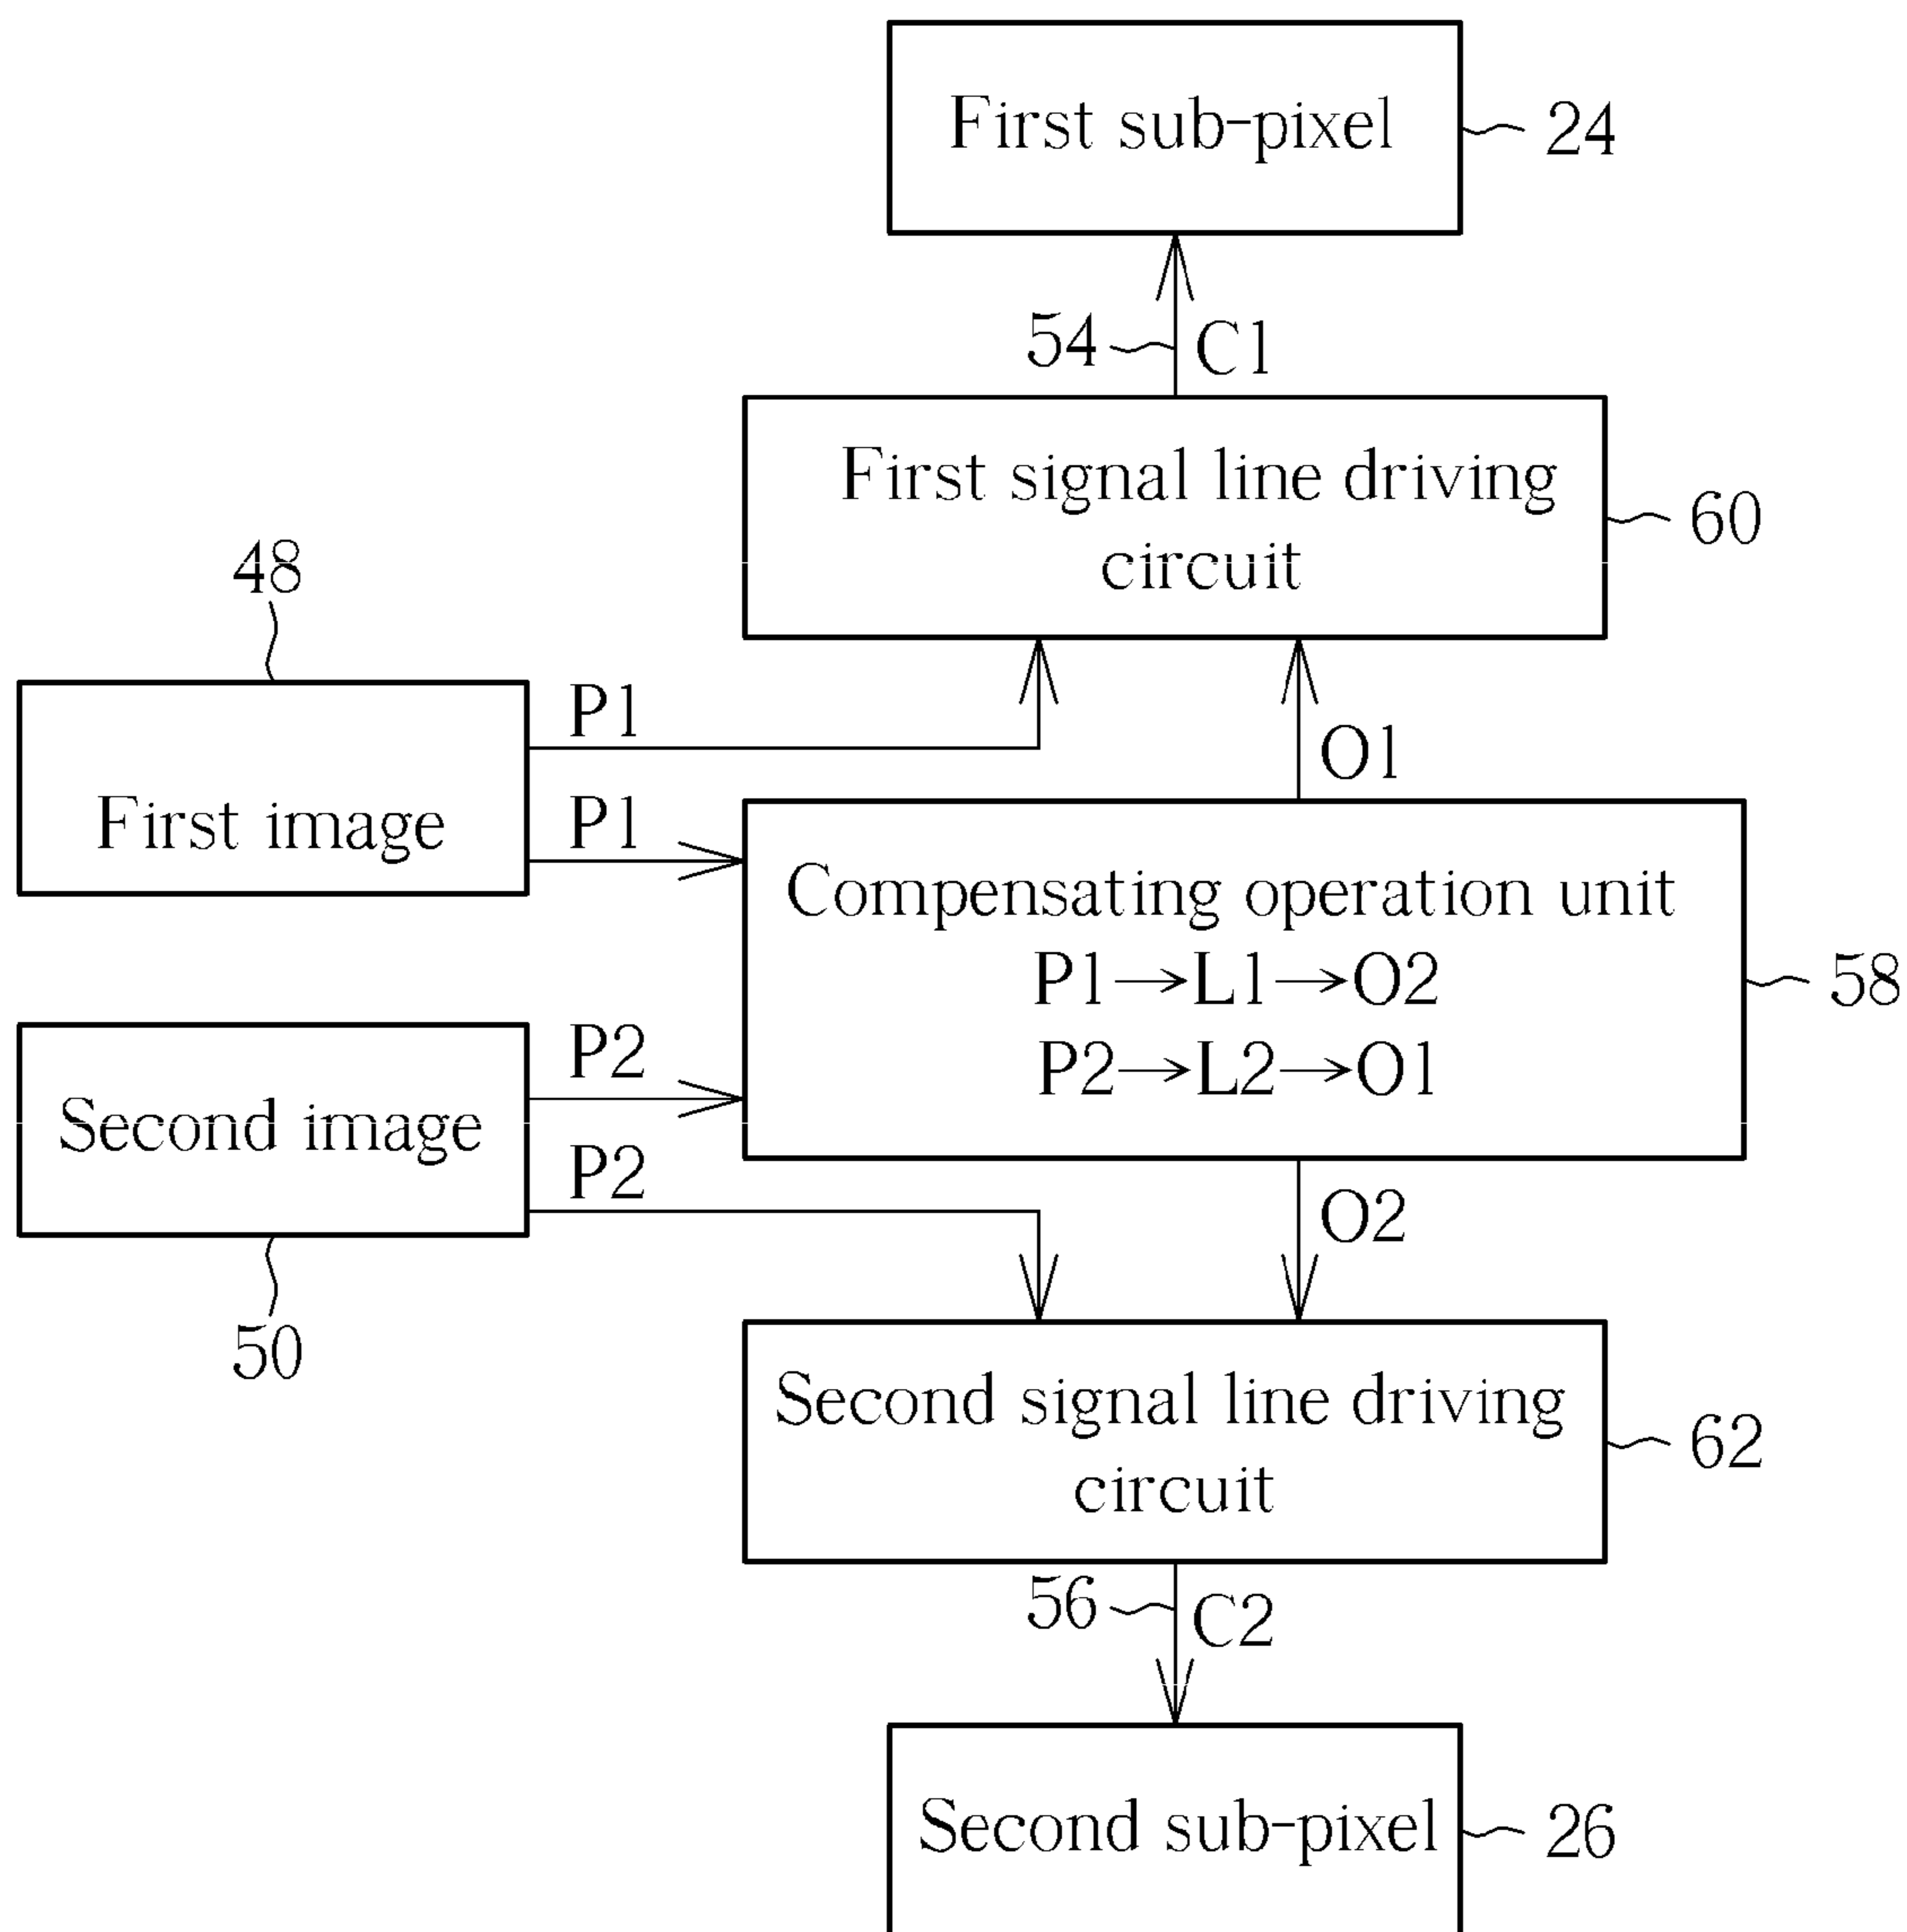 First sub-pixel
24
54
C1
First signal line driving
circuit
60
48
P1
First image
P1
O1
Compensating operation unit
P1→L1→O2
P2→L2→O1
58
Second image
P2
P2
50
O2
Second signal line driving
circuit
62
56
C2
Second sub-pixel
26